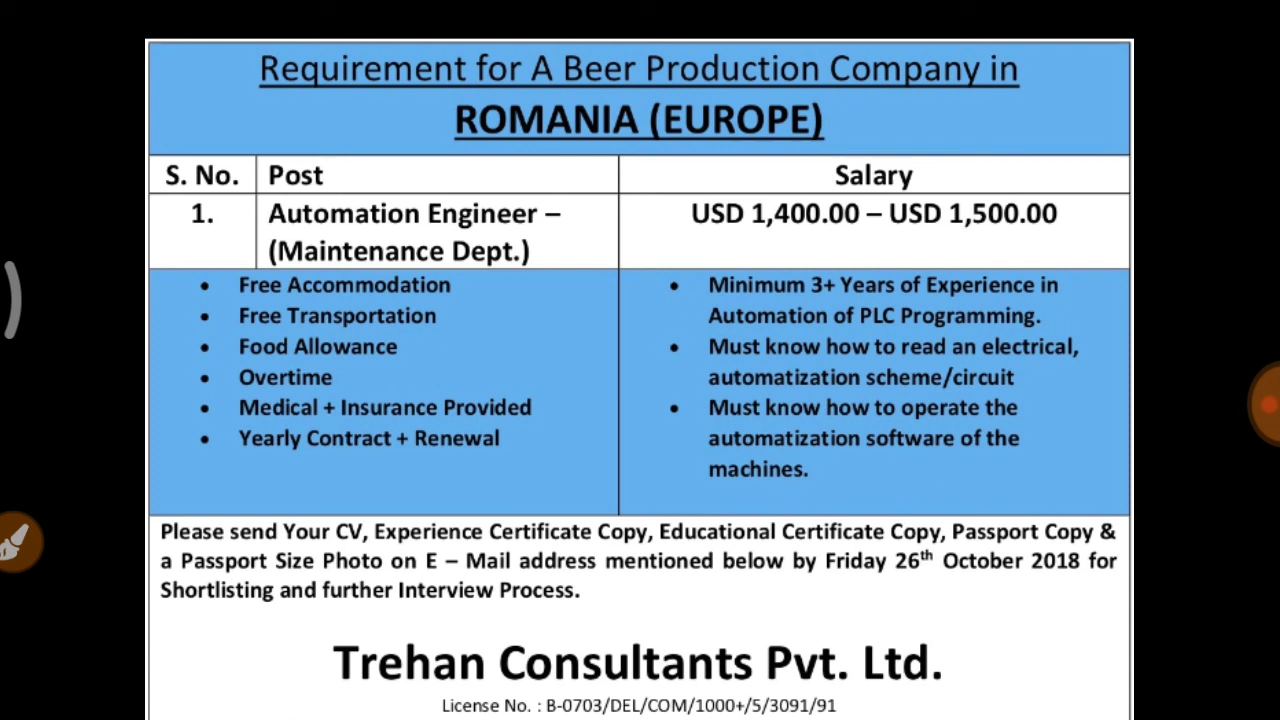 Requirement for A Beer Production Company in
ROMANIA (EUROPE)
S. No. Post Salary
1. Automation Engineer – USD 1,400.00 – USD 1,500.00
(Maintenance Dept.)
• Free Accommodation
• Free Transportation
• Food Allowance
• Overtime
• Medical + Insurance Provided
• Yearly Contract + Renewal
• Minimum 3+ Years of Experience in
Automation of PLC Programming.
• Must know how to read an electrical,
automatization scheme/circuit
• Must know how to operate the
automatization software of the
machines.
Please send Your CV, Experience Certificate Copy, Educational Certificate Copy, Passport Copy &
a Passport Size Photo on E – Mail address mentioned below by Friday 26th October 2018 for
Shortlisting and further Interview Process.
Trehan Consultants Pvt. Ltd.
License No. : B-0703/DEL/COM/1000+/5/3091/91